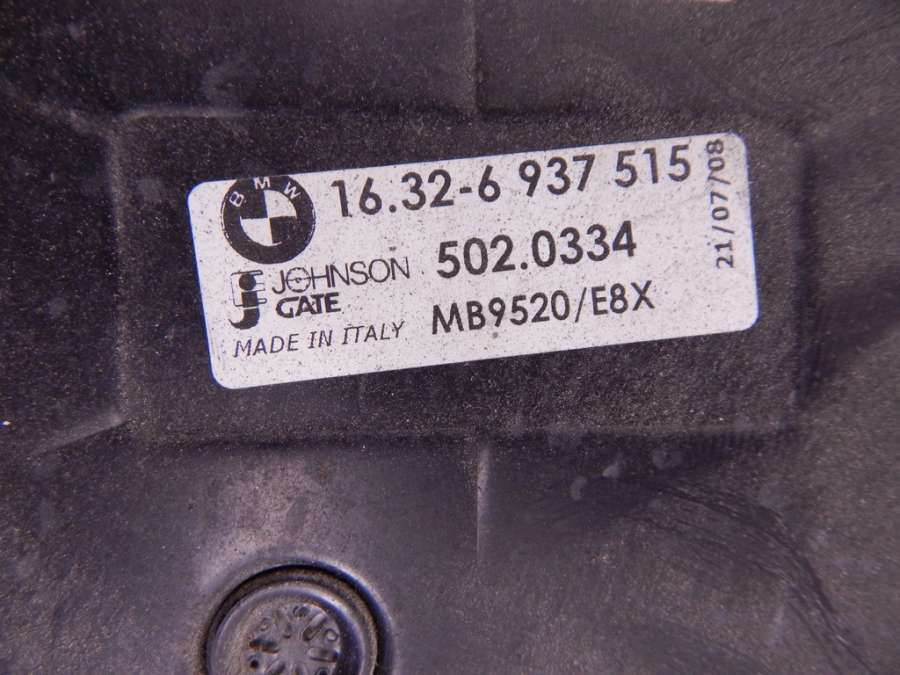 BMW 16.32-6 937 515
21/07/08
JOHNSON 502.0334
GATE
MADE IN ITALY MB9520/E8X